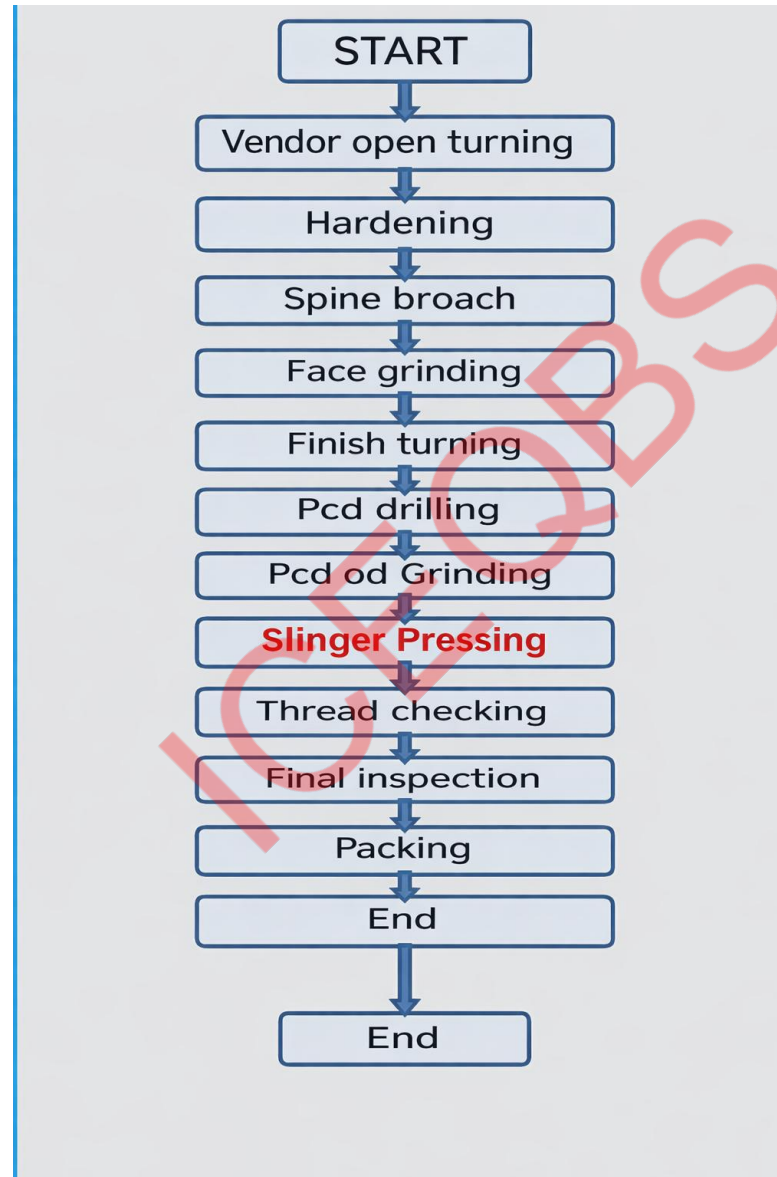 START
Vendor open turning
Hardening
Spine broach
Face grinding
Finish turning
Pcd drilling
Pcd od Grinding
Slinger Pressing
Thread checking
Final inspection
Packing
End
End
ICEQBS